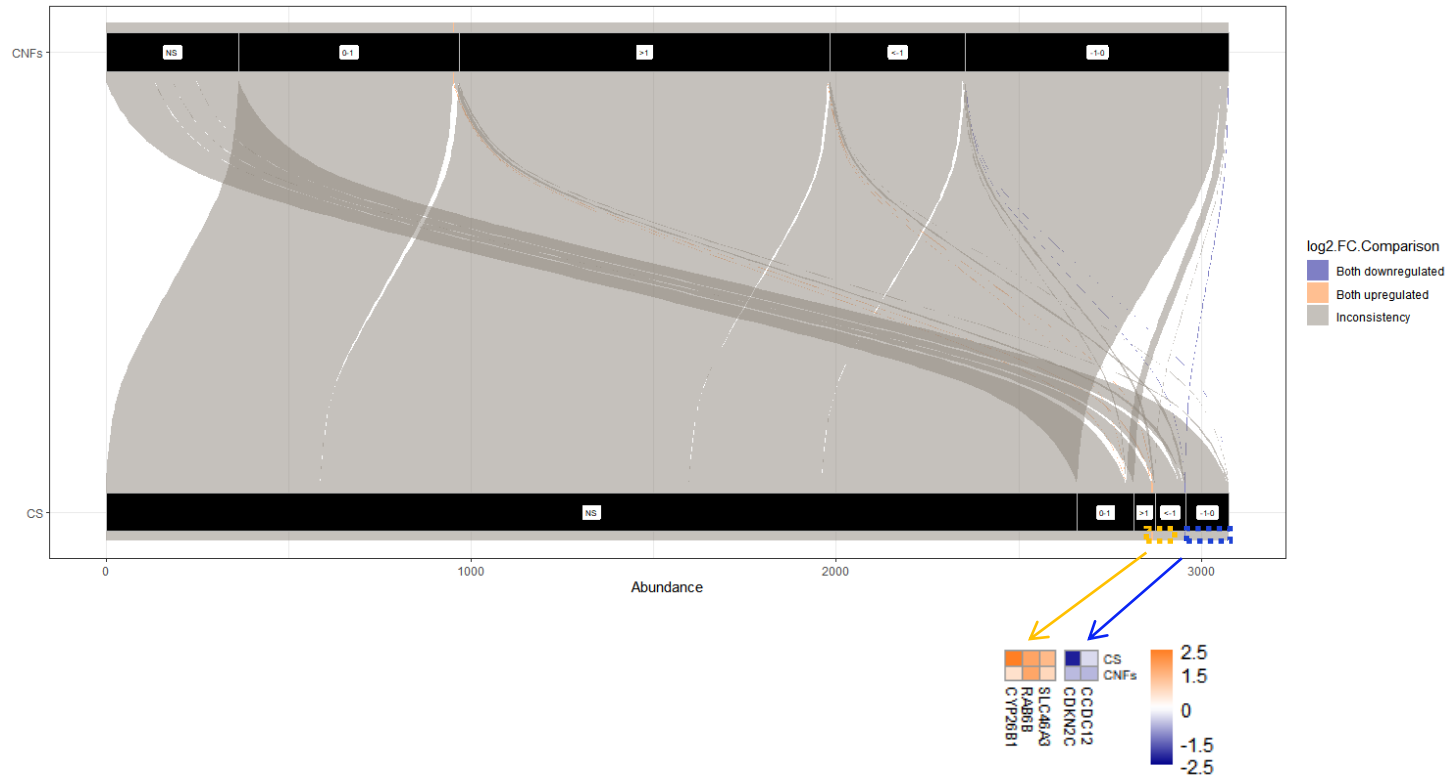 CNFs
NS
0-1
>1
<-1
-1-0
log2.FC.Comparison
Both downregulated
Both upregulated
Inconsistency
CS
NS
0-1
>1
<-1
-1-0
0
1000
2000
3000
Abundance
CS
CNFs
CYP26B1
RAB6B
SLC46A3
CDKN2C
CCDC12
2.5
1.5
0
-1.5
-2.5